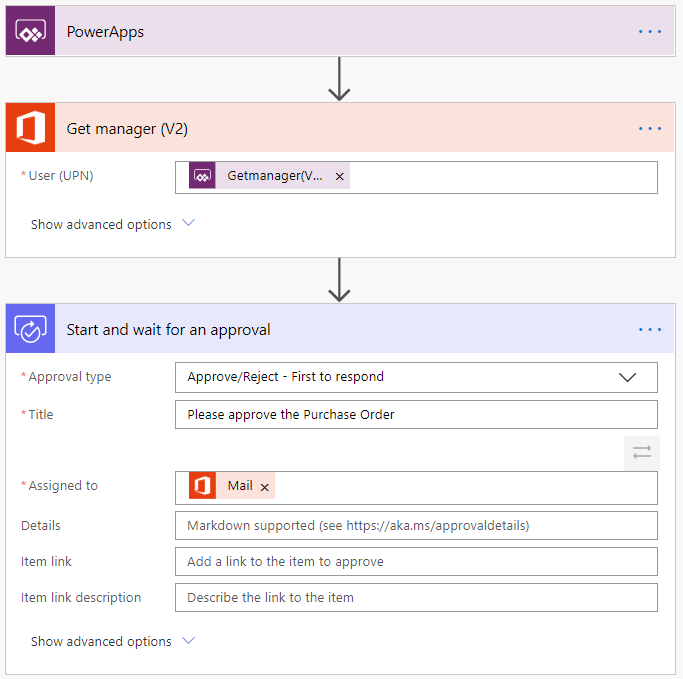 PowerApps
Get manager (V2)
* User (UPN) Getmanager(V... ×
Show advanced options
Start and wait for an approval
* Approval type Approve/Reject - First to respond
* Title Please approve the Purchase Order
* Assigned to Mail ×
Details Markdown supported (see https://aka.ms/approvaldetails)
Item link Add a link to the item to approve
Item link description Describe the link to the item
Show advanced options